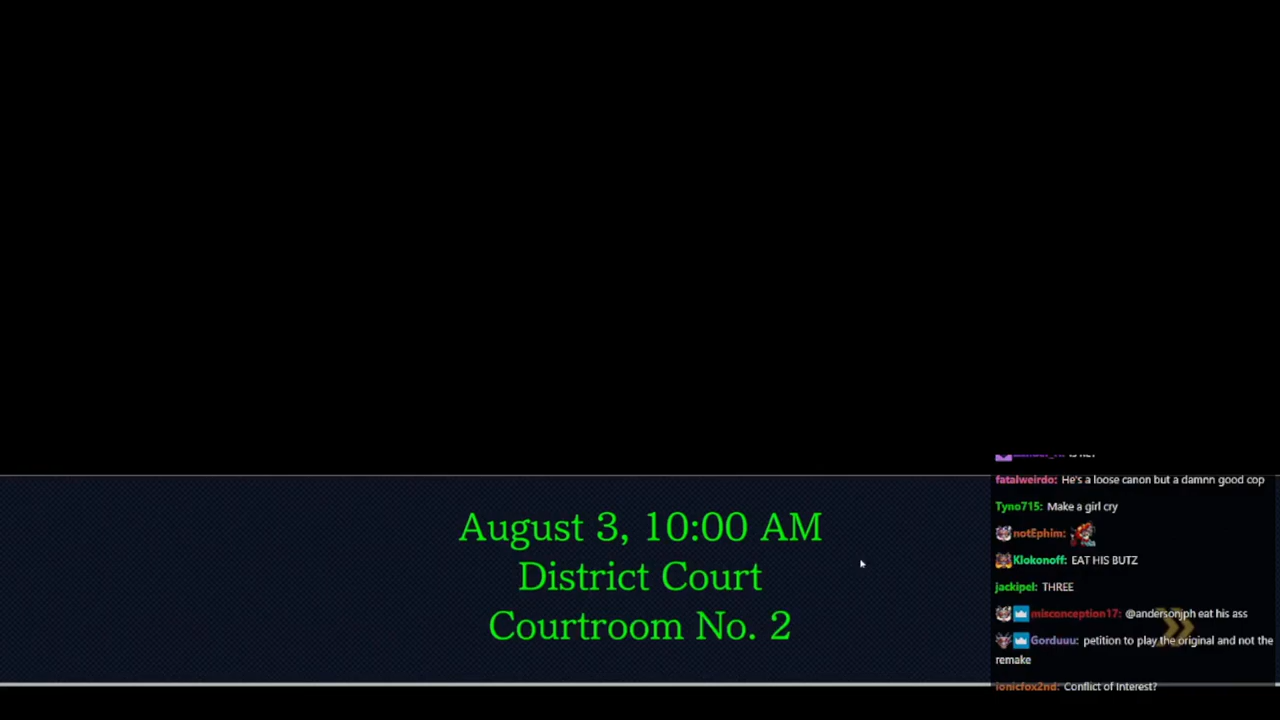 August 3, 10:00 AM
District Court
Courtroom No. 2
fatalweirdo: He's a loose canon but a damnn good cop
Tyno715: Make a girl cry
notEphim:
Klokonoff: EAT HIS BUTZ
jackipel: THREE
misconception17: @andersonjph eat his ass
Gorduuu: petition to play the original and not the
remake
ionicfox2nd: Conflict of Interest?